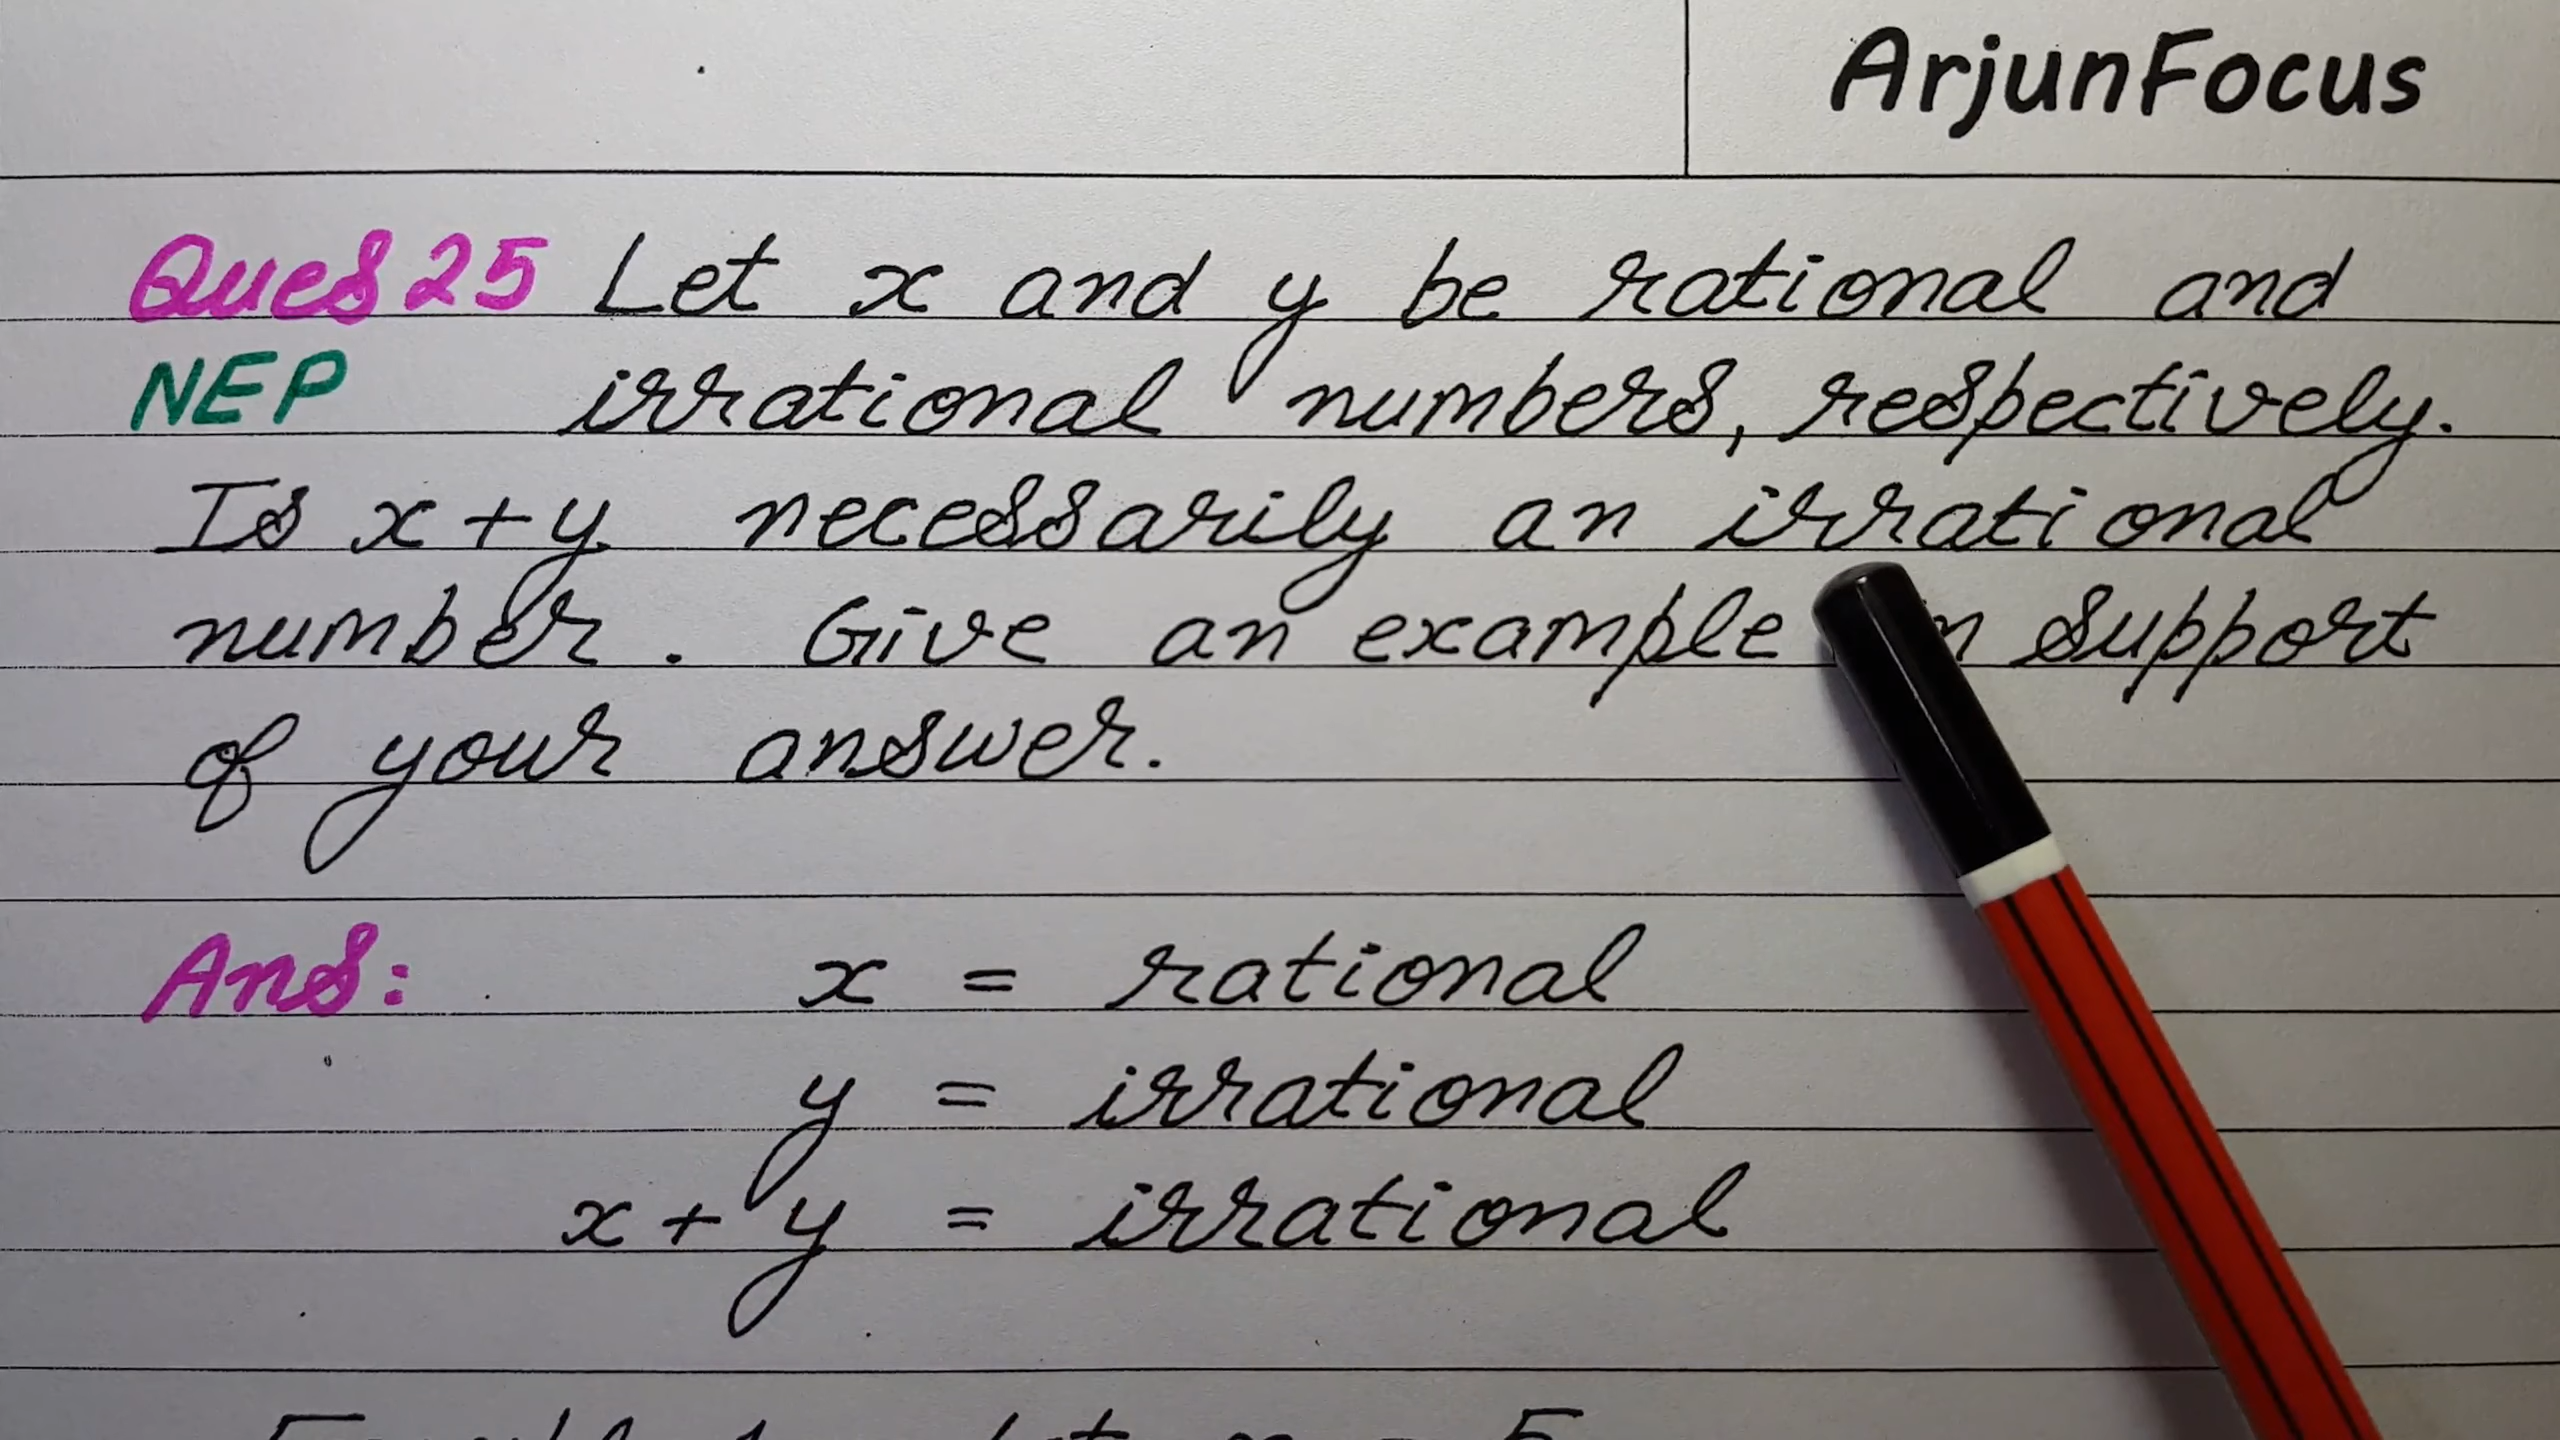 ArjunFocus
Ques 25 Let x and y be rational and
NEP irrational numbers, respectively.
Is x + y necessarily an irrational
number. Give an example in support
of your answer.
Ans: x = rational
y = irrational
x + y = irrational